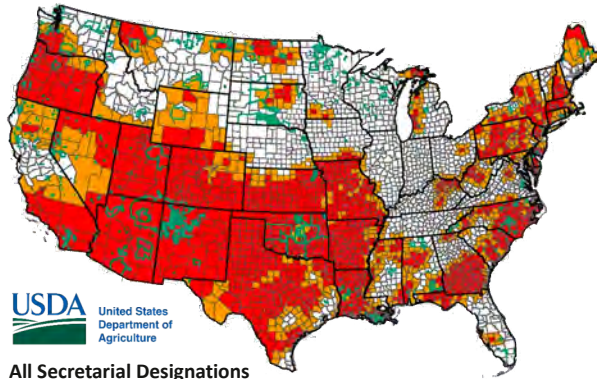 USDA
United States
Department of
Agriculture
All Secretarial Designations